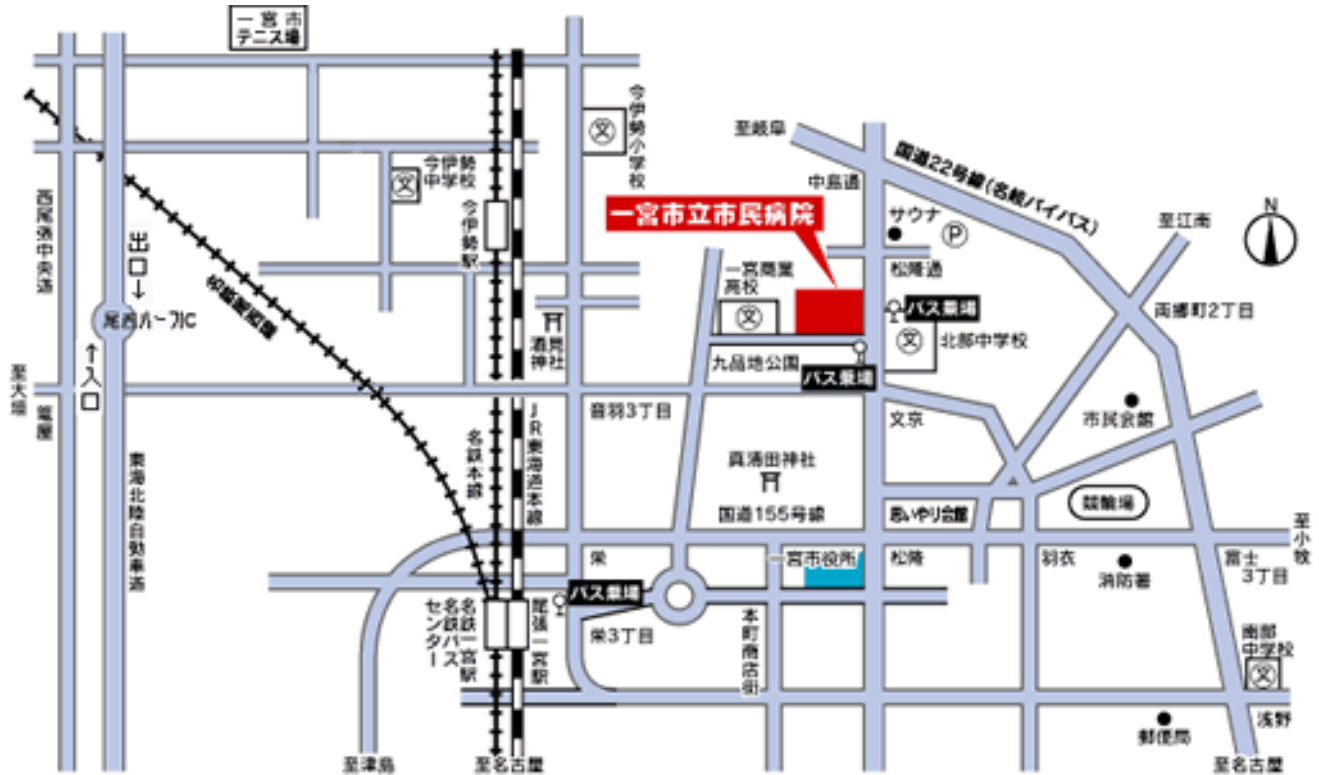 一宮市
テニス場
今伊勢小学校
至岐阜
国道22号線(名岐バイパス)
中島通
今伊勢
中学校
西尾張中央道
出口
一宮市立市民病院
サウナ
P
至江南
N
今伊勢駅
一宮商業
高校
松降通
バス乗場
両郷町2丁目
尾西パーフIC
名鉄尾西線
酒見
神社
北部中学校
入口
九品地公園
バス乗場
至大垣
音羽3丁目
文京
市民会館
名鉄本線
JR東海道本線
真清田神社
東海北陸自動車道
国道155号線
思いやり会館
競輪場
至小牧
栄
一宮市役所
松降
羽衣
消防署
富士
3丁目
バス乗場
名鉄一宮駅
名鉄バス
センター
尾張一宮駅
栄3丁目
本町商店街
南部
中学校
浅野
郵便局
至津島
至名古屋
至名古屋